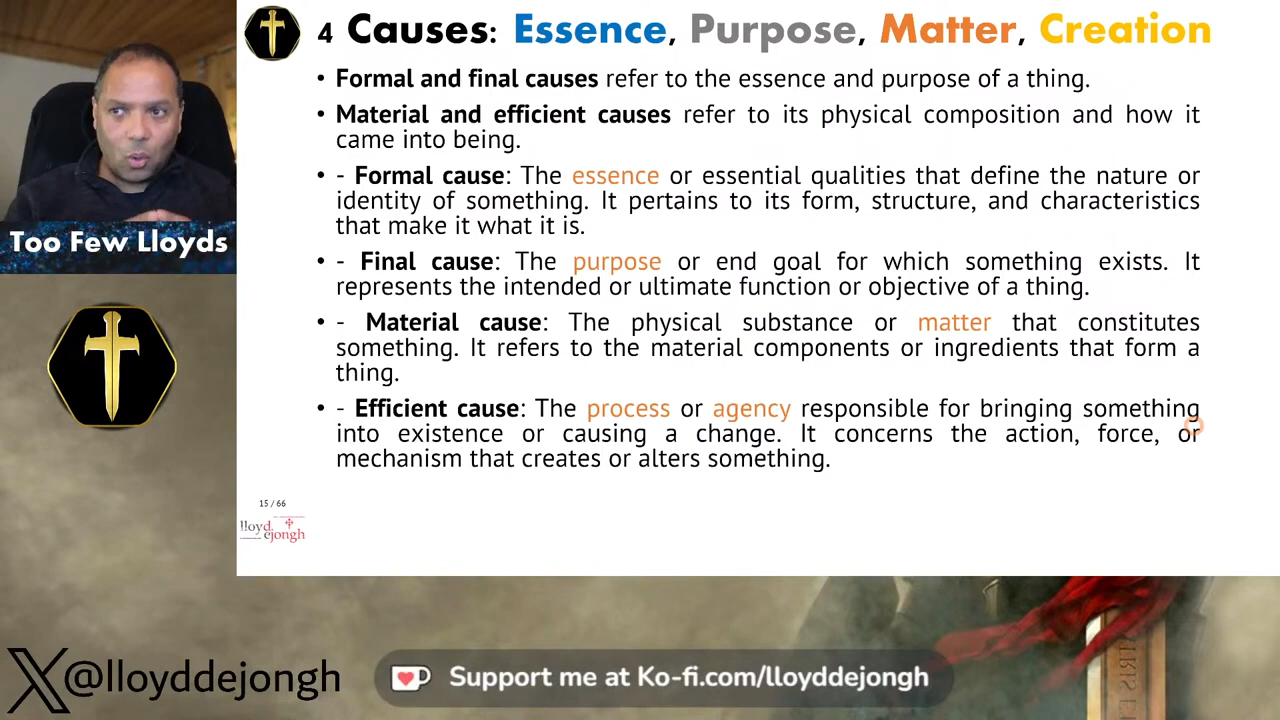 4 Causes: Essence, Purpose, Matter, Creation
• Formal and final causes refer to the essence and purpose of a thing.
• Material and efficient causes refer to its physical composition and how it
came into being.
• - Formal cause: The essence or essential qualities that define the nature or
identity of something. It pertains to its form, structure, and characteristics
that make it what it is.
• - Final cause: The purpose or end goal for which something exists. It
represents the intended or ultimate function or objective of a thing.
• - Material cause: The physical substance or matter that constitutes
something. It refers to the material components or ingredients that form a
thing.
• - Efficient cause: The process or agency responsible for bringing something
into existence or causing a change. It concerns the action, force, or
mechanism that creates or alters something.
15 / 66
lloyd
ejongh
Too Few Lloyds
X@lloyddejongh
Support me at Ko-fi.com/lloyddejongh